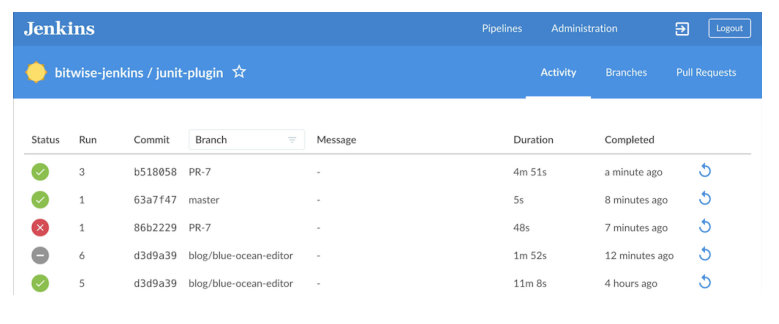 Jenkins Pipelines Administration Logout
bitwise-jenkins / junit-plugin Activity Branches Pull Requests
Status Run Commit Branch Message Duration Completed
3 b518058 PR-7 - 4m 51s a minute ago
1 63a7f47 master - 5s 8 minutes ago
1 86b2229 PR-7 - 48s 7 minutes ago
6 d3d9a39 blog/blue-ocean-editor - 1m 52s 12 minutes ago
5 d3d9a39 blog/blue-ocean-editor - 11m 8s 4 hours ago